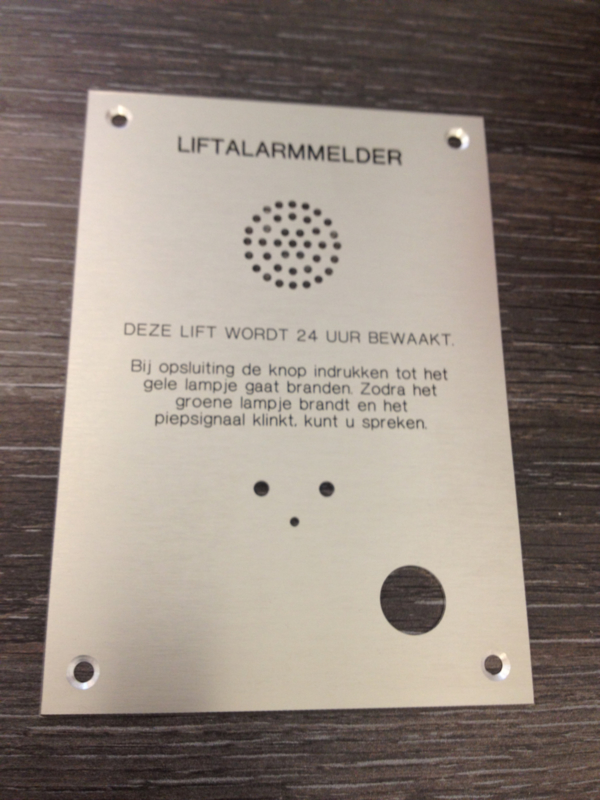 LIFTALARMMELDER
DEZE LIFT WORDT 24 UUR BEWAAKT.
Bij opsluiting de knop indrukken tot het
gele lampje gaat branden. Zodra het
groene lampje brandt en het
piepsignaal klinkt, kunt u spreken.